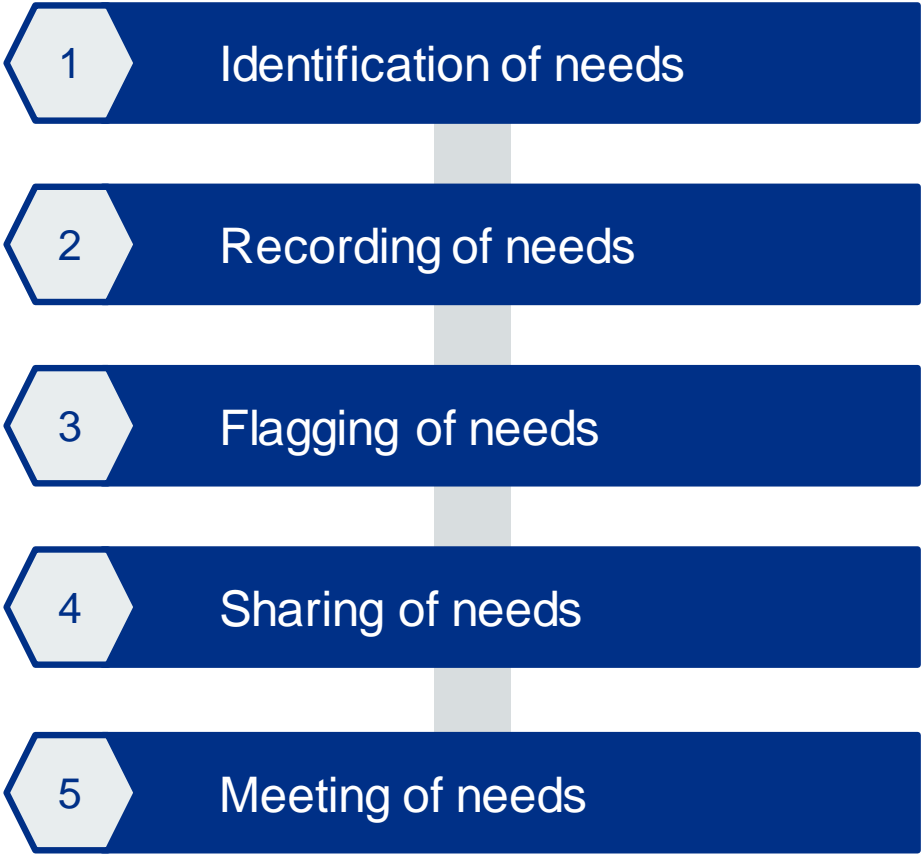 1 Identification of needs
2 Recording of needs
3 Flagging of needs
4 Sharing of needs
5 Meeting of needs